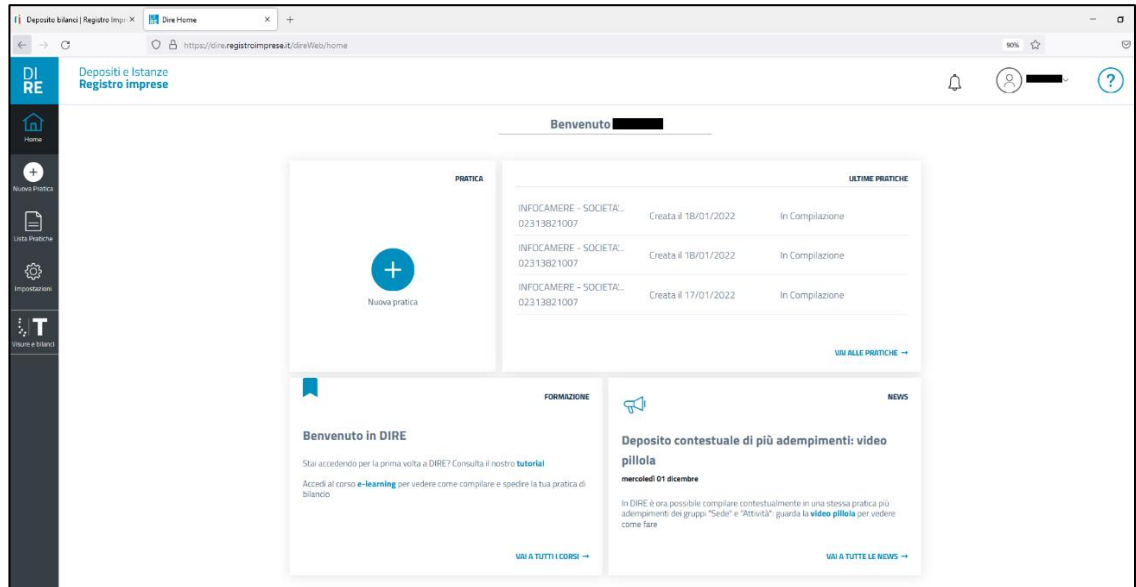 Deposito bilanci | Registro Impr
Dire Home
https://dire.registroimprese.it/direWeb/home
90%
DI
RE
Depositi e Istanze
Registro imprese
?
Home
Nuova Pratica
Lista Pratiche
Impostazioni
T
Visure e bilanci
Benvenuto
PRATICA
Nuova pratica
ULTIME PRATICHE
INFOCAMERE - SOCIETA'... Creata il 18/01/2022 In Compilazione
02313821007
INFOCAMERE - SOCIETA'... Creata il 18/01/2022 In Compilazione
02313821007
INFOCAMERE - SOCIETA'... Creata il 17/01/2022 In Compilazione
02313821007
VAI ALLE PRATICHE →
FORMAZIONE
Benvenuto in DIRE
Stai accedendo per la prima volta a DIRE? Consulta il nostro tutorial
Accedi al corso e-learning per vedere come compilare e spedire la tua pratica di
bilancio
VAI A TUTTI I CORSI →
NEWS
Deposito contestuale di più adempimenti: video
pillola
mercoledì 01 dicembre
In DIRE è ora possibile compilare contestualmente in una stessa pratica più
adempimenti dei gruppi "Sede" e "Attività": guarda la video pillola per vedere
come fare
VAI A TUTTE LE NEWS →